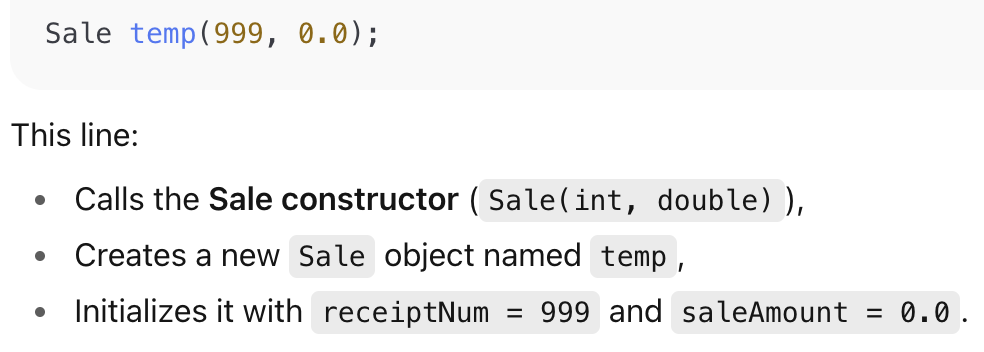 Sale temp(999, 0.0);
This line:
• Calls the Sale constructor (Sale(int, double)),
• Creates a new Sale object named temp,
• Initializes it with receiptNum = 999 and saleAmount = 0.0.